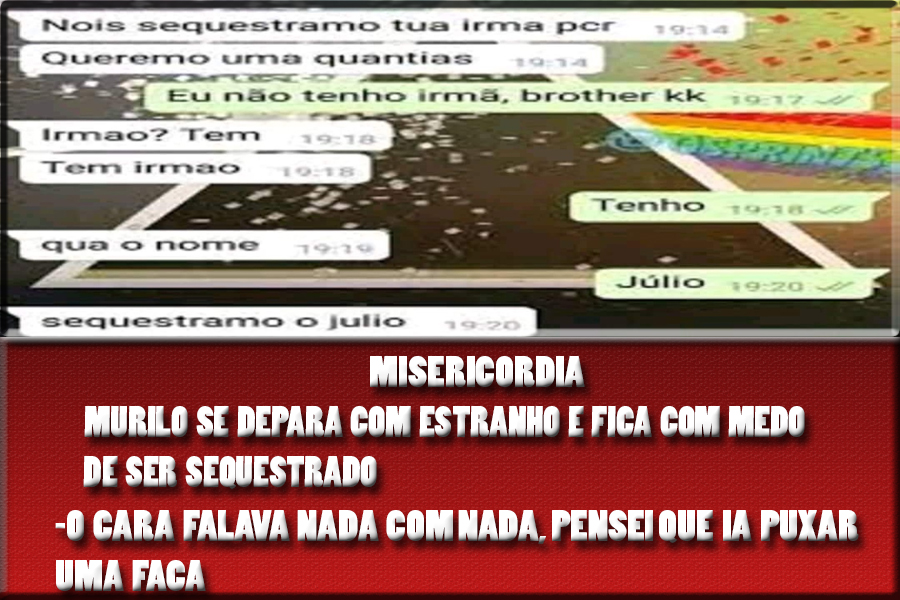 Nois sequestramo tua irma pcr 19:14
Queremo uma quantias 19:14
Eu não tenho irmã, brother kk 19:17
Irmao? Tem 19:18
Tem irmao 19:18
Tenho 19:18
qua o nome 19:19
Júlio 19:20
sequestramo o julio 19:20
MISERICORDIA
MURILO SE DEPARA COM ESTRANHO E FICA COM MEDO
DE SER SEQUESTRADO
-O CARA FALAVA NADA COM NADA, PENSEI QUE IA PUXAR
UMA FACA